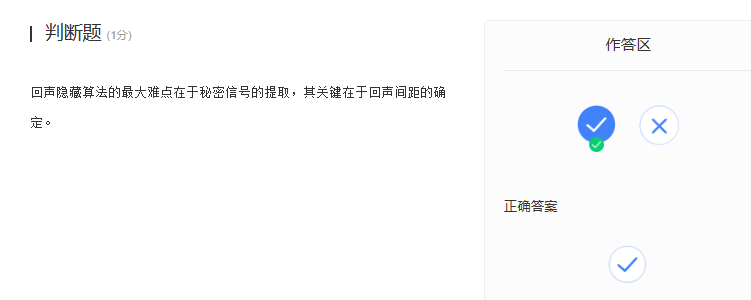 判断题 (1分)
回声隐藏算法的最大难点在于秘密信号的提取，其关键在于回声间距的确
定。
作答区
正确答案